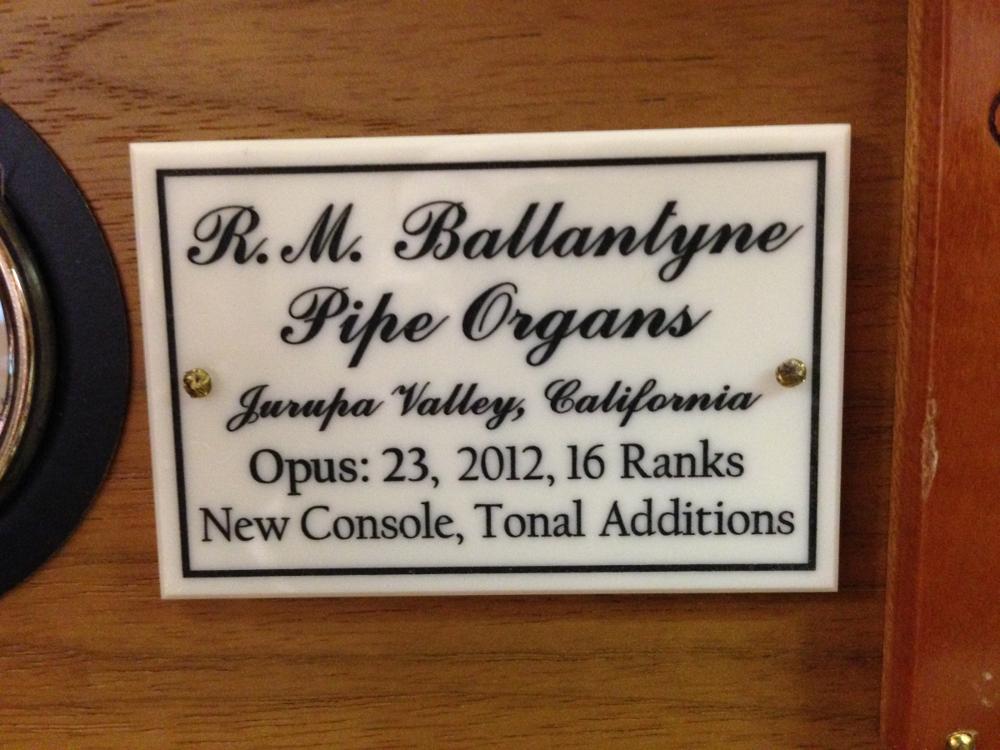 R. M. Ballantyne
Pipe Organs
Jurupa Valley, California
Opus: 23, 2012, 16 Ranks
New Console, Tonal Additions